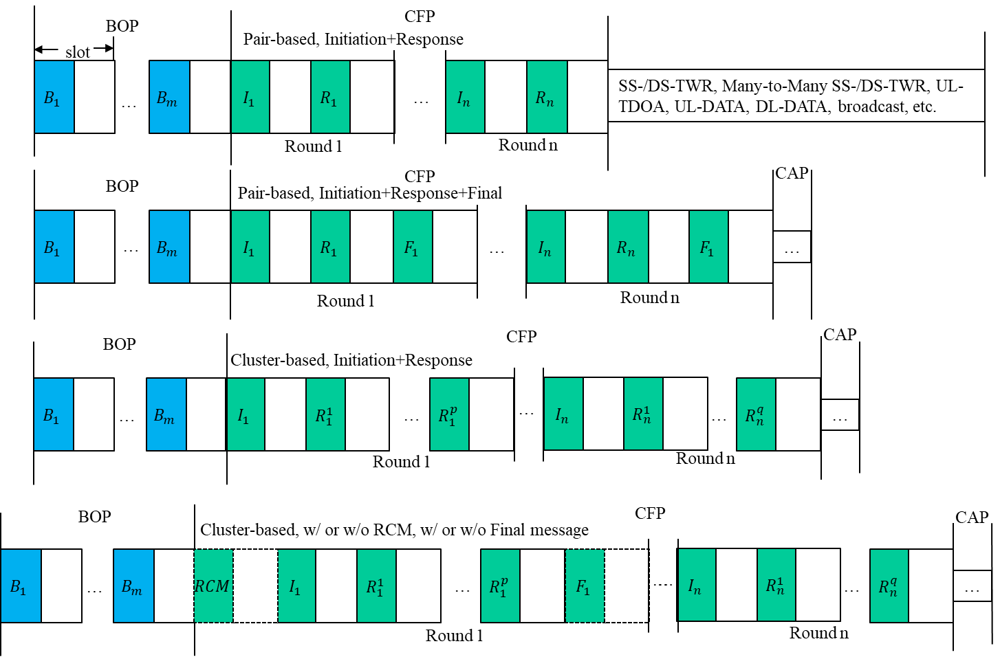 BOP
CFP
Pair-based, Initiation+Response
slot
B₁ ... Bₘ I₁ R₁ ... Iₙ Rₙ
SS-/DS-TWR, Many-to-Many SS-/DS-TWR, UL-
TDOA, UL-DATA, DL-DATA, broadcast, etc.
Round 1 Round n
BOP CFP CAP
Pair-based, Initiation+Response+Final
B₁ ... Bₘ I₁ R₁ F₁ ... Iₙ Rₙ F₁ ...
Round 1 Round n
BOP CFP CAP
Cluster-based, Initiation+Response
B₁ ... Bₘ I₁ R₁¹ ... R₁ᵖ ... Iₙ Rₙ¹ ... Rₙ^q ...
Round 1 Round n
BOP CFP CAP
Cluster-based, w/ or w/o RCM, w/ or w/o Final message
B₁ ... Bₘ RCM I₁ R₁¹ ... R₁ᵖ F₁ .... Iₙ Rₙ¹ ... Rₙ^q ...
Round 1 Round n